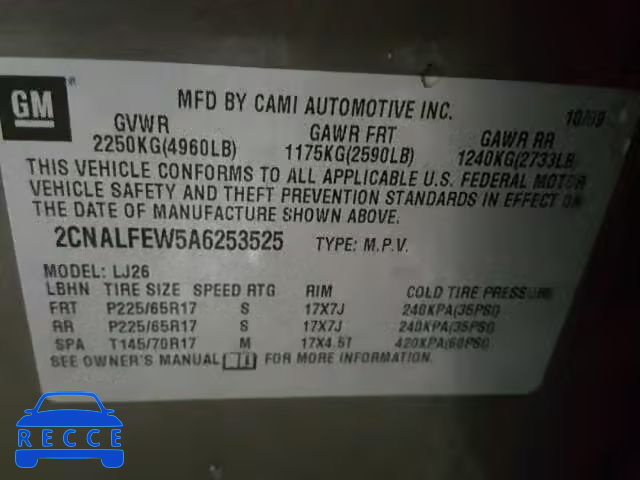 GM
®
MFD BY CAMI AUTOMOTIVE INC.
10/09
GVWR GAWR FRT GAWR RR
2250KG(4960LB) 1175KG(2590LB) 1240KG(2733LB
THIS VEHICLE CONFORMS TO ALL APPLICABLE U.S. FEDERAL MOTOR
VEHICLE SAFETY AND THEFT PREVENTION STANDARDS IN EFFECT ON
THE DATE OF MANUFACTURE SHOWN ABOVE.
2CNALFEW5A6253525 TYPE: M.P.V.
MODEL: LJ26
LBHN TIRE SIZE SPEED RTG RIM COLD TIRE PRESSURE
FRT P225/65R17 S 17X7J 240KPA(35PSI)
RR P225/65R17 S 17X7J 240KPA(35PSI)
SPA T145/70R17 M 17X4.5T 420KPA(60PSI)
SEE OWNER'S MANUAL FOR MORE INFORMATION.
RECCE